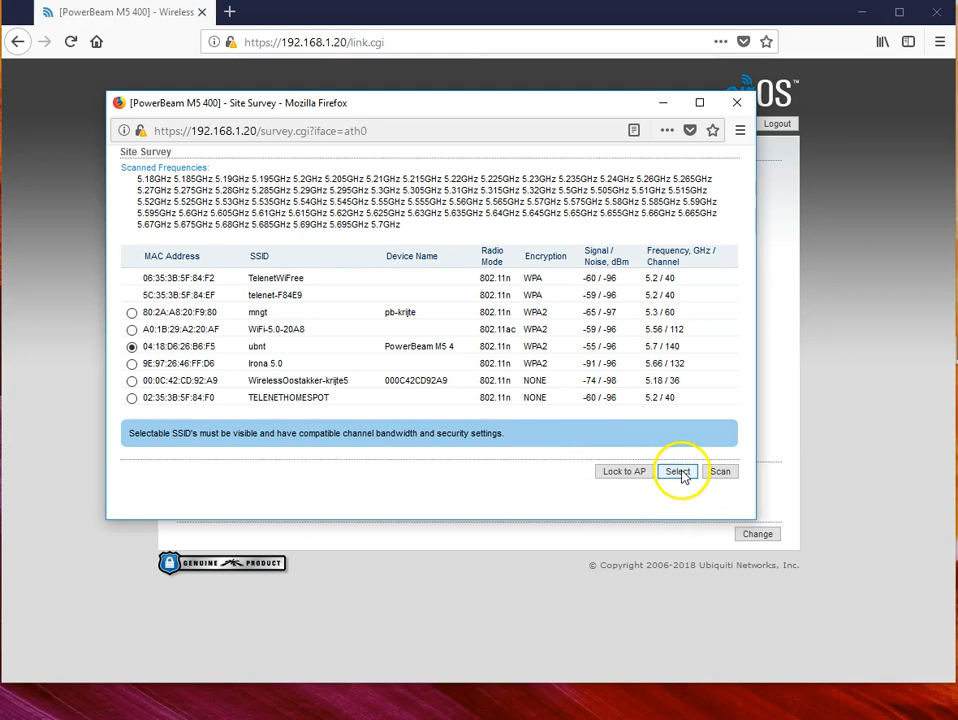 [PowerBeam M5 400] - Wireless
https://192.168.1.20/link.cgi
OS™
Logout
[PowerBeam M5 400] - Site Survey - Mozilla Firefox
https://192.168.1.20/survey.cgi?iface=ath0
Site Survey
Scanned Frequencies:
5.18GHz 5.185GHz 5.19GHz 5.195GHz 5.2GHz 5.205GHz 5.21GHz 5.215GHz 5.22GHz 5.225GHz 5.23GHz 5.235GHz 5.24GHz 5.26GHz 5.265GHz
5.27GHz 5.275GHz 5.28GHz 5.285GHz 5.29GHz 5.295GHz 5.3GHz 5.305GHz 5.31GHz 5.315GHz 5.32GHz 5.5GHz 5.505GHz 5.51GHz 5.515GHz
5.52GHz 5.525GHz 5.53GHz 5.535GHz 5.54GHz 5.545GHz 5.55GHz 5.555GHz 5.56GHz 5.565GHz 5.57GHz 5.575GHz 5.58GHz 5.585GHz 5.59GHz
5.595GHz 5.6GHz 5.605GHz 5.61GHz 5.615GHz 5.62GHz 5.625GHz 5.63GHz 5.635GHz 5.64GHz 5.645GHz 5.65GHz 5.655GHz 5.66GHz 5.665GHz
5.67GHz 5.675GHz 5.68GHz 5.685GHz 5.69GHz 5.695GHz 5.7GHz
MAC Address SSID Device Name Radio Mode Encryption Signal / Noise, dBm Frequency, GHz / Channel
06:35:3B:5F:84:F2 TelenetWiFree 802.11n WPA -60 / -96 5.2 / 40
5C:35:3B:5F:84:EF telenet-F84E9 802.11n WPA -59 / -96 5.2 / 40
80:2A:A8:20:F9:80 mngt pb-krijte 802.11n WPA2 -65 / -97 5.3 / 60
A0:1B:29:A2:20:AF WiFi-5.0-20A8 802.11ac WPA2 -59 / -96 5.56 / 112
04:18:D6:26:B6:F5 ubnt PowerBeam M5 4 802.11n WPA2 -55 / -96 5.7 / 140
9E:97:26:46:FF:D6 Irona 5.0 802.11n WPA2 -91 / -96 5.66 / 132
00:0C:42:CD:92:A9 WirelessOostakker-krijte5 000C42CD92A9 802.11n NONE -74 / -98 5.18 / 36
02:35:3B:5F:84:F0 TELENETHOMESPOT 802.11n NONE -60 / -96 5.2 / 40
Selectable SSID's must be visible and have compatible channel bandwidth and security settings.
Lock to AP Select Scan
Change
GENUINE PRODUCT
© Copyright 2006-2018 Ubiquiti Networks, Inc.